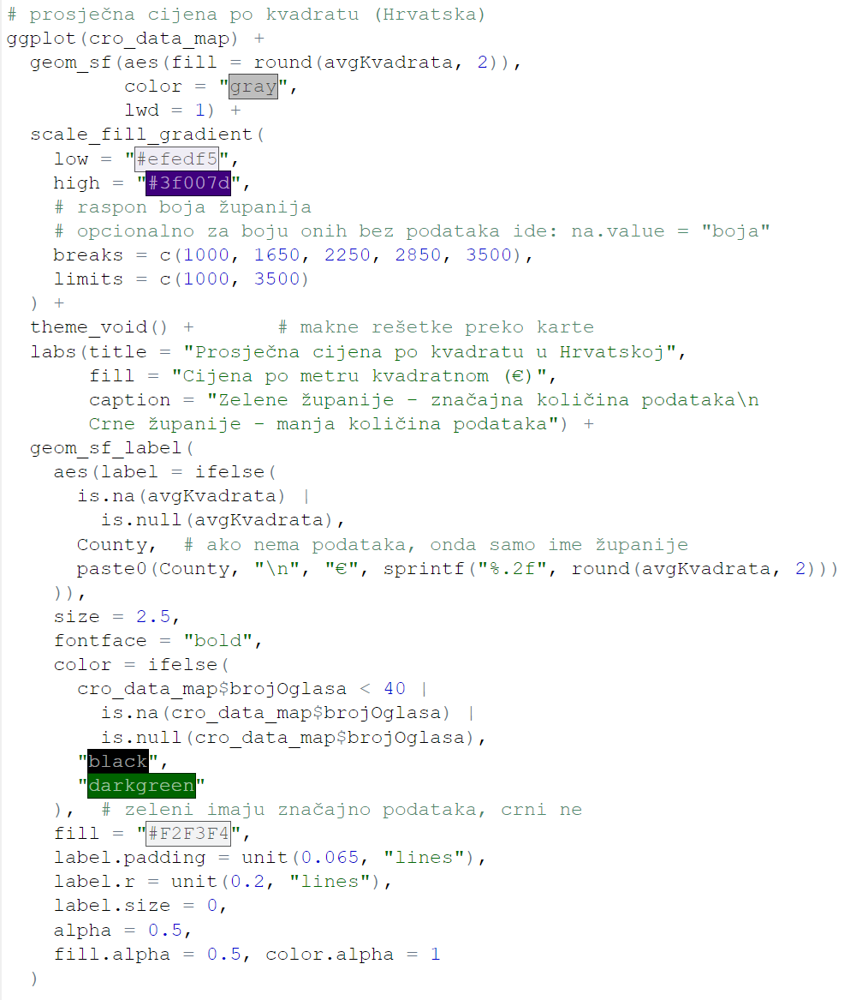 # prosječna cijena po kvadratu (Hrvatska)
ggplot(cro_data_map) +
  geom_sf(aes(fill = round(avgKvadrata, 2)),
          color = "gray",
          lwd = 1) +
  scale_fill_gradient(
    low = "#efedf5",
    high = "#3f007d",
    # raspon boja županija
    # opcionalno za boju onih bez podataka ide: na.value = "boja"
    breaks = c(1000, 1650, 2250, 2850, 3500),
    limits = c(1000, 3500)
  ) +
  theme_void() +       # makne rešetke preko karte
  labs(title = "Prosječna cijena po kvadratu u Hrvatskoj",
       fill = "Cijena po metru kvadratnom (€)",
       caption = "Zelene županije - značajna količina podataka\n
       Crne županije - manja količina podataka") +
  geom_sf_label(
    aes(label = ifelse(
      is.na(avgKvadrata) |
        is.null(avgKvadrata),
      County,  # ako nema podataka, onda samo ime županije
      paste0(County, "\n", "€", sprintf("%.2f", round(avgKvadrata, 2)))
    )),
    size = 2.5,
    fontface = "bold",
    color = ifelse(
      cro_data_map$brojOglasa < 40 |
        is.na(cro_data_map$brojOglasa) |
        is.null(cro_data_map$brojOglasa),
      "black",
      "darkgreen"
    ),  # zeleni imaju značajno podataka, crni ne
    fill = "#F2F3F4",
    label.padding = unit(0.065, "lines"),
    label.r = unit(0.2, "lines"),
    label.size = 0,
    alpha = 0.5,
    fill.alpha = 0.5, color.alpha = 1
  )